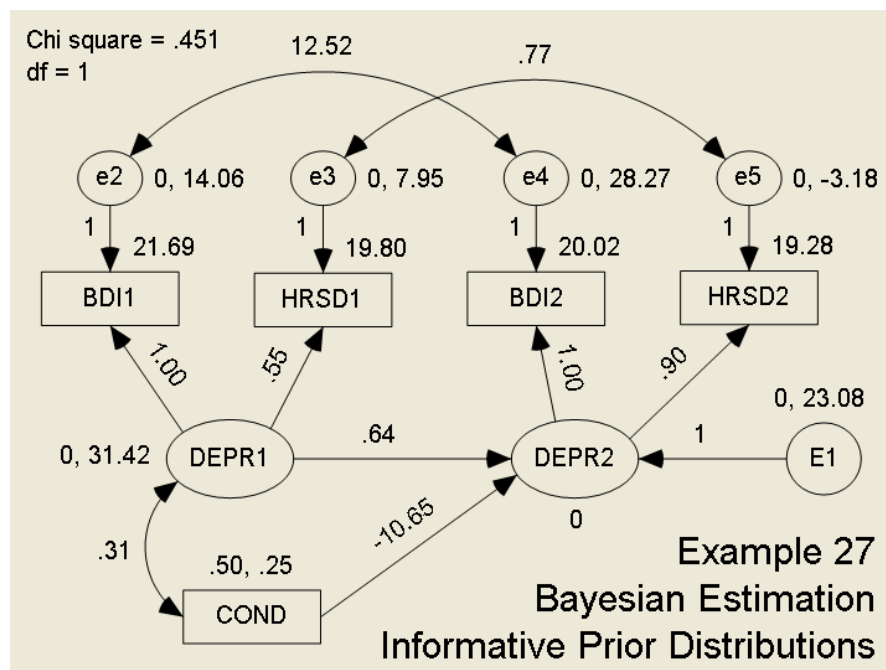 Chi square = .451
df = 1
12.52
.77
e2
0, 14.06
e3
0, 7.95
e4
0, 28.27
e5
0, -3.18
1
21.69
1
19.80
1
20.02
1
19.28
BDI1
HRSD1
BDI2
HRSD2
1.00
.55
1.00
.90
0, 23.08
0, 31.42
DEPR1
.64
DEPR2
1
E1
0
.31
-10.65
.50, .25
COND
Example 27
Bayesian Estimation
Informative Prior Distributions